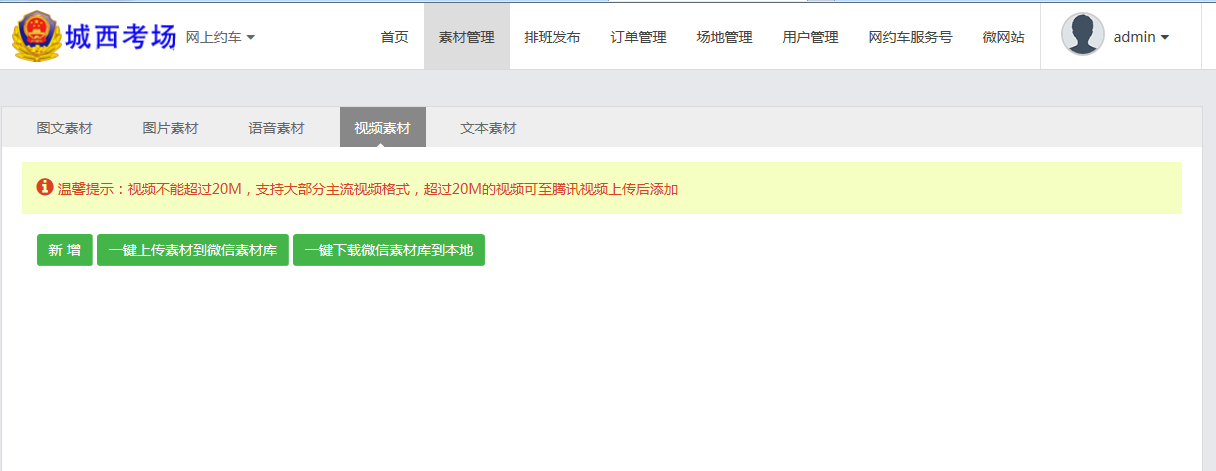 城西考场 网上约车 首页 素材管理 排班发布 订单管理 场地管理 用户管理 网约车服务号 微网站 admin
图文素材 图片素材 语音素材 视频素材 文本素材
温馨提示：视频不能超过20M，支持大部分主流视频格式，超过20M的视频可至腾讯视频上传后添加
新 增 一键上传素材到微信素材库 一键下载微信素材库到本地